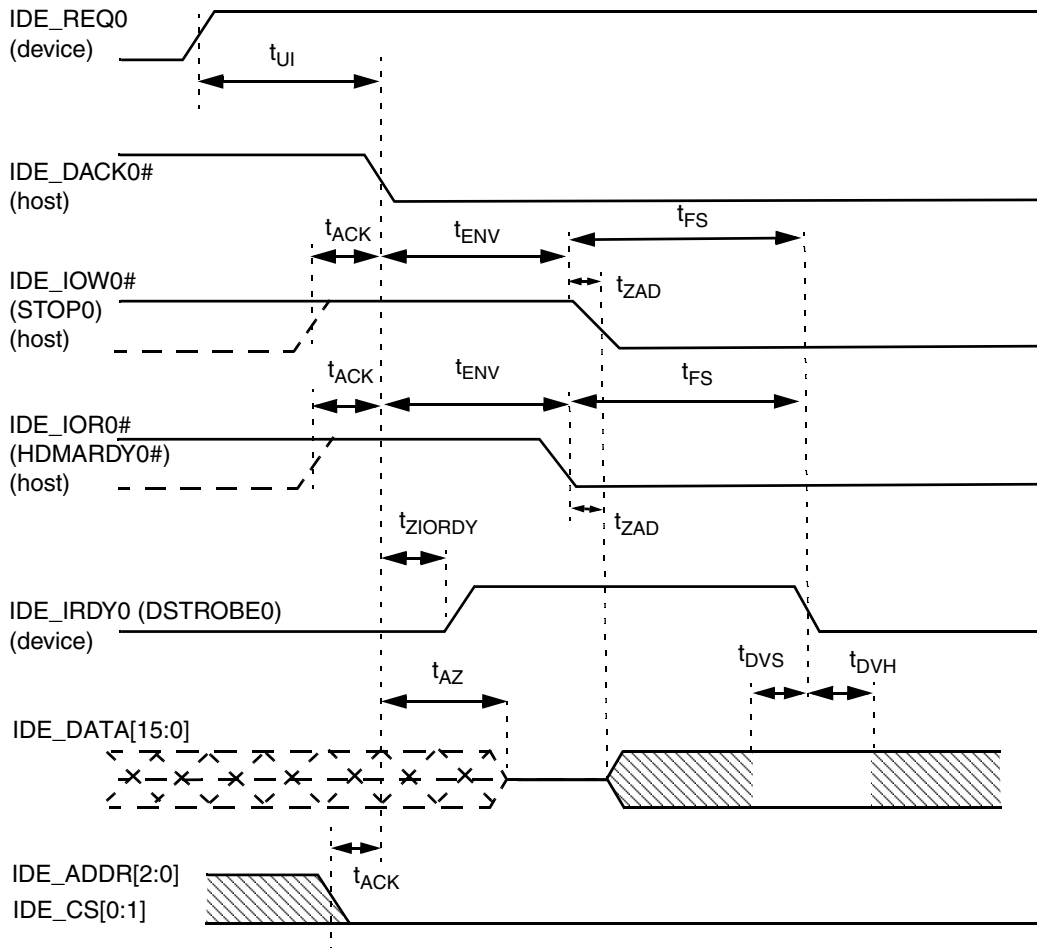 IDE_REQ0
(device)
tUI
IDE_DACK0#
(host)
tACK
tENV
tFS
IDE_IOW0#
(STOP0)
(host)
tZAD
tACK
tENV
tFS
IDE_IOR0#
(HDMARDY0#)
(host)
tZIORDY
tZAD
IDE_IRDY0 (DSTROBE0)
(device)
tDVS
tDVH
tAZ
IDE_DATA[15:0]
tACK
IDE_ADDR[2:0]
IDE_CS[0:1]